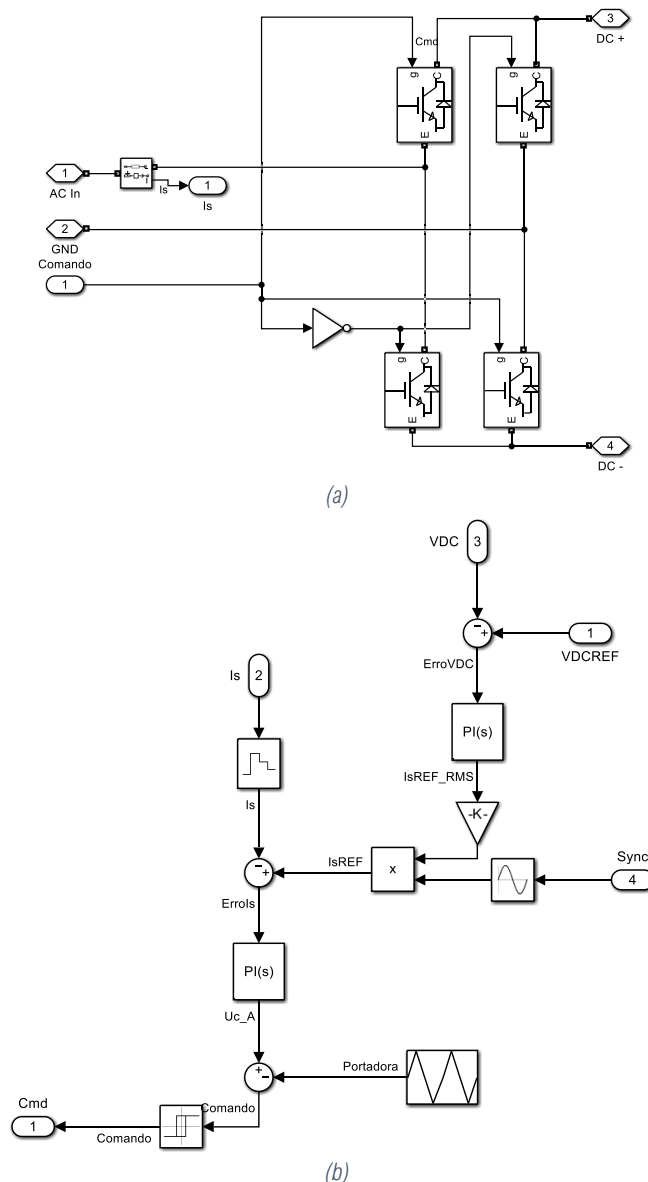 3
DC +
Cmd
g
C
E
g
C
E
1
AC In
Is
1
Is
2
GND
Comando
1
g
C
E
g
C
E
4
DC -
(a)
VDC
3
-
+
1
VDCREF
ErroVDC
Is
2
PI(s)
IsREF_RMS
-K-
Is
Sync
IsREF
x
4
-
+
ErroIs
PI(s)
Uc_A
+
-
Portadora
Cmd
Comando
1
Comando
(b)